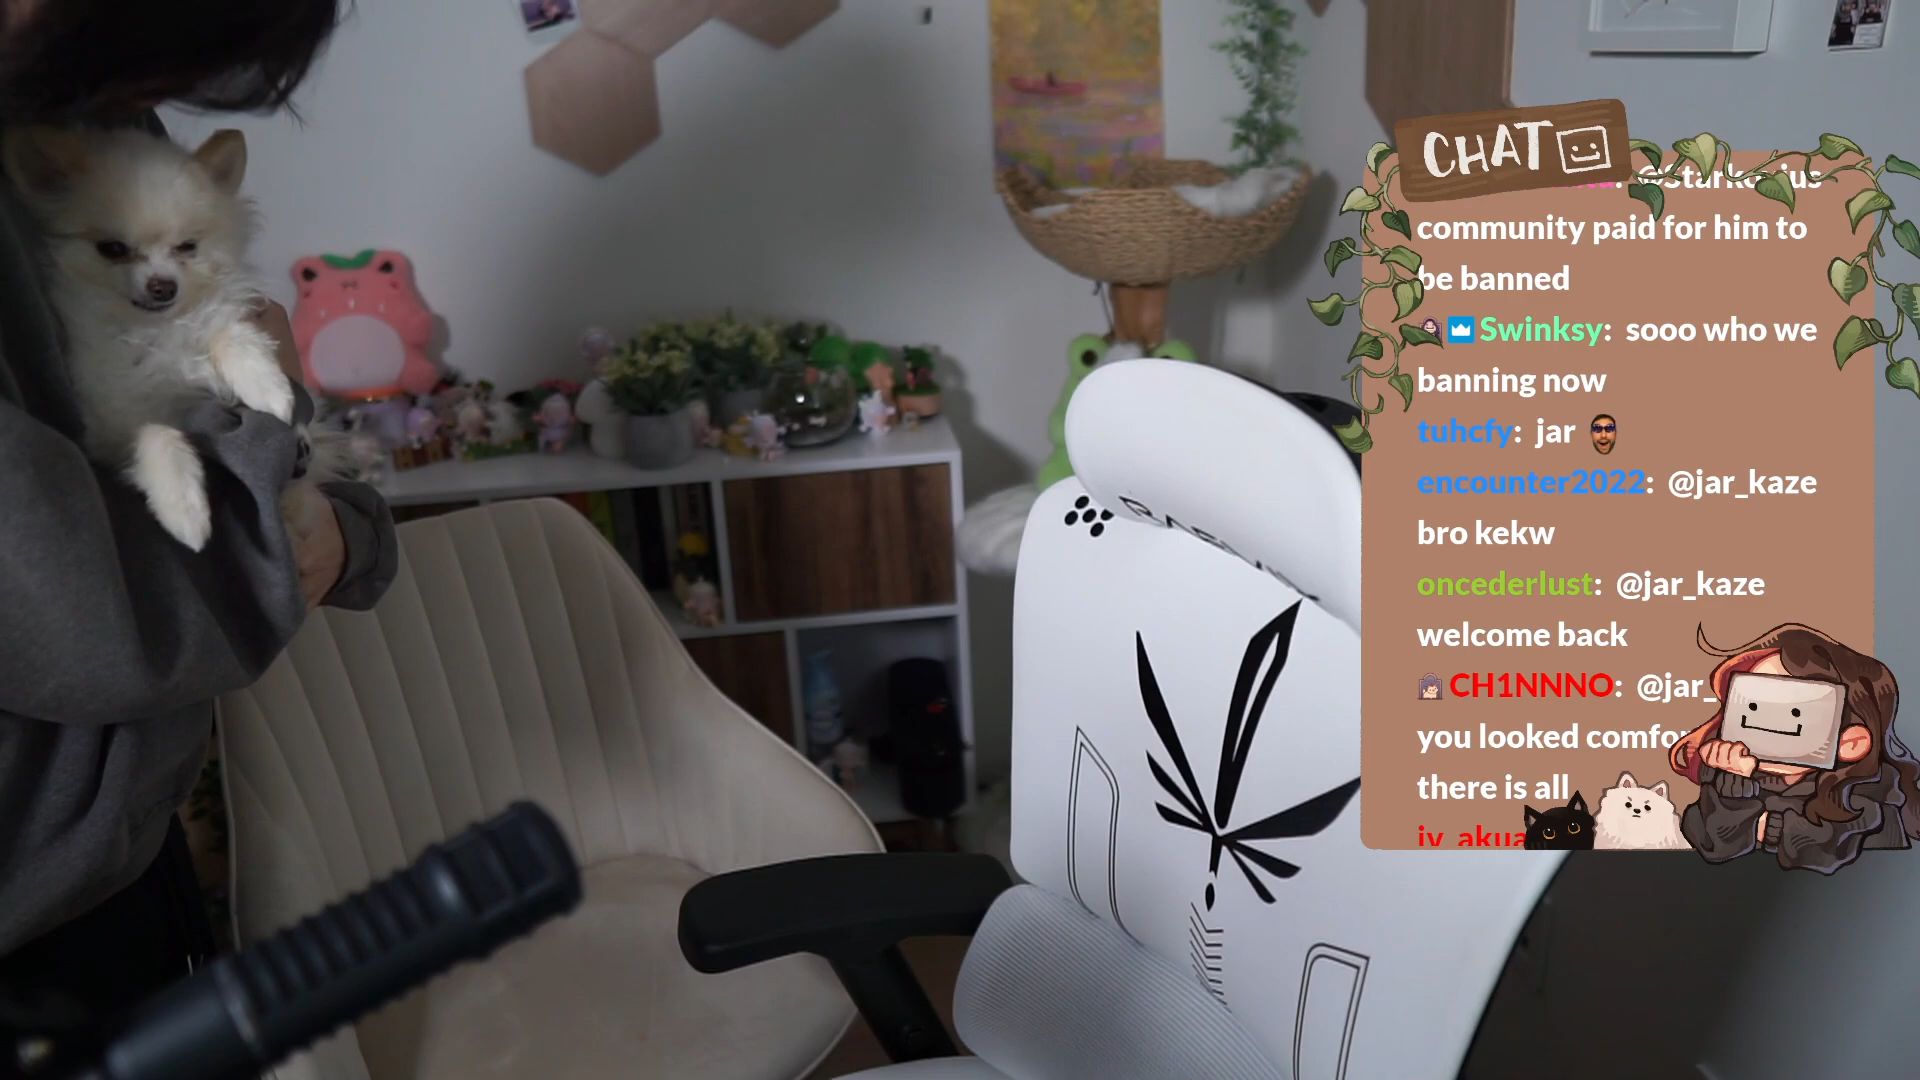 CHAT
community paid for him to
be banned
Swinksy: sooo who we
banning now
tuhcfy: jar
encounter2022: @jar_kaze
bro kekw
oncederlust: @jar_kaze
welcome back
CH1NNNO: @jar_
you looked comfo
there is all
iv_akua